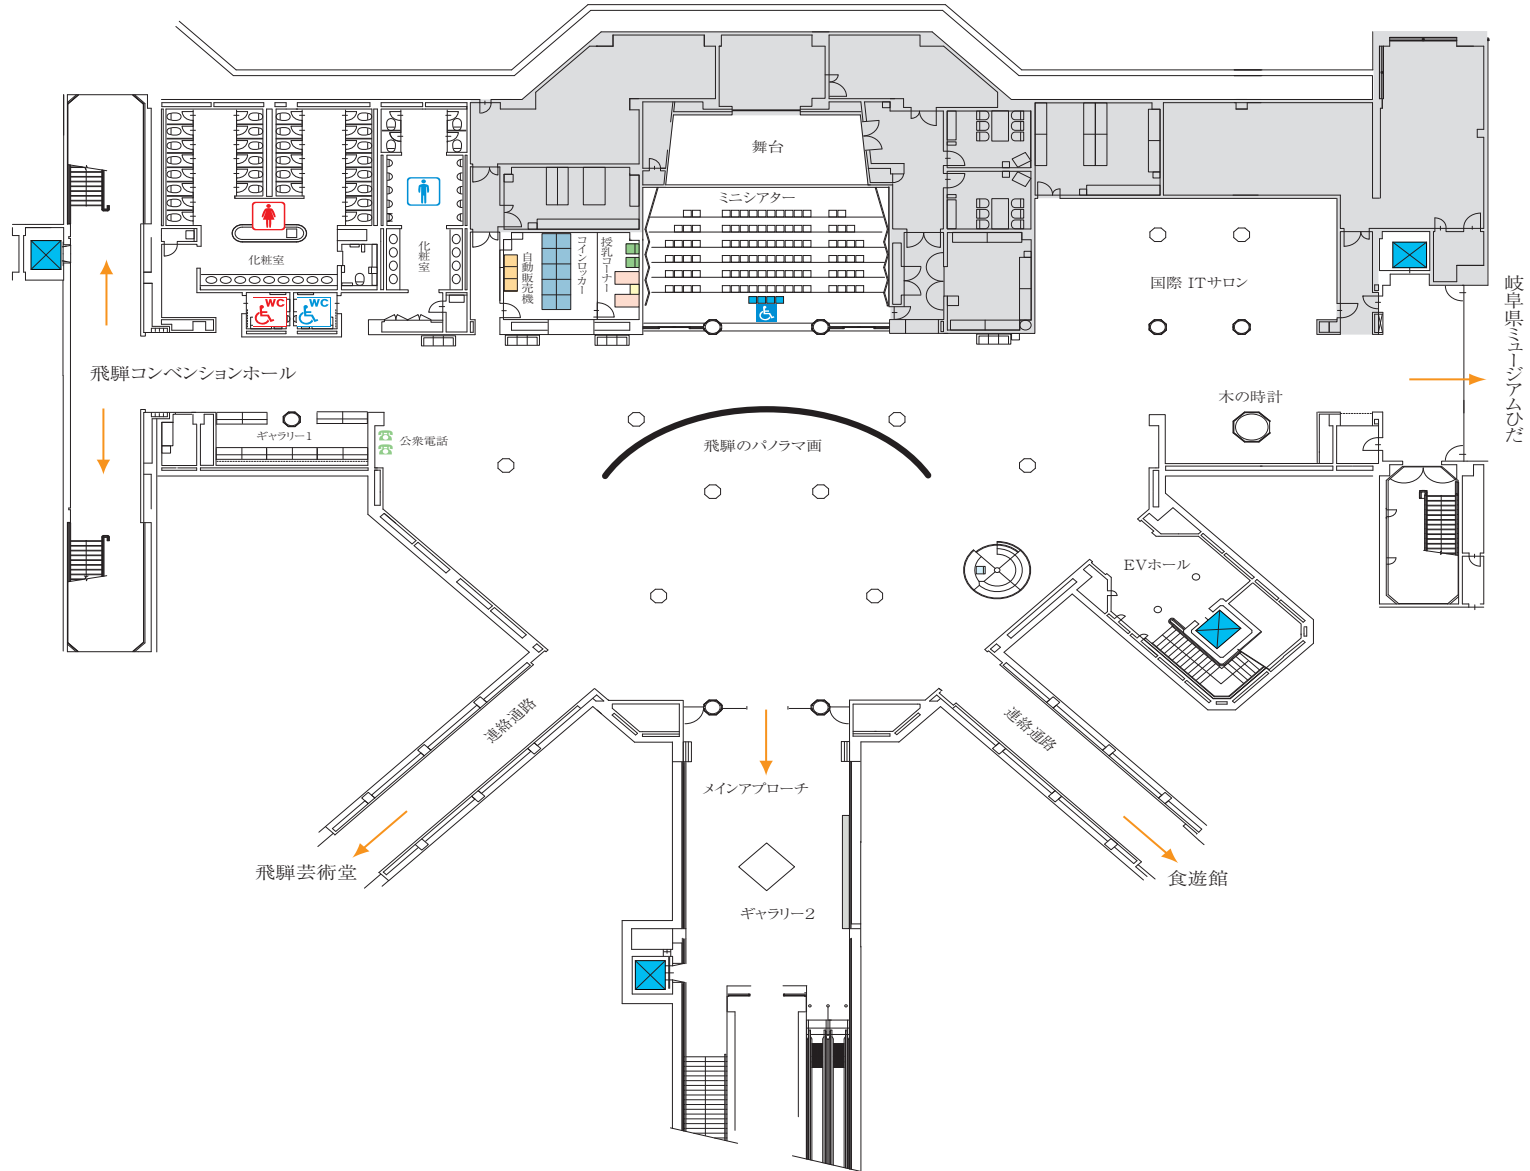 舞台
ミニシアター
化粧室
化粧室
自動販売機
コインロッカー
授乳コーナー
WC
WC
国際 ITサロン
岐阜県ミュージアムひだ
飛騨コンベンションホール
木の時計
ギャラリー1
公衆電話
飛騨のパノラマ画
EVホール
連絡通路
連絡通路
メインアプローチ
飛騨芸術堂
食遊館
ギャラリー2